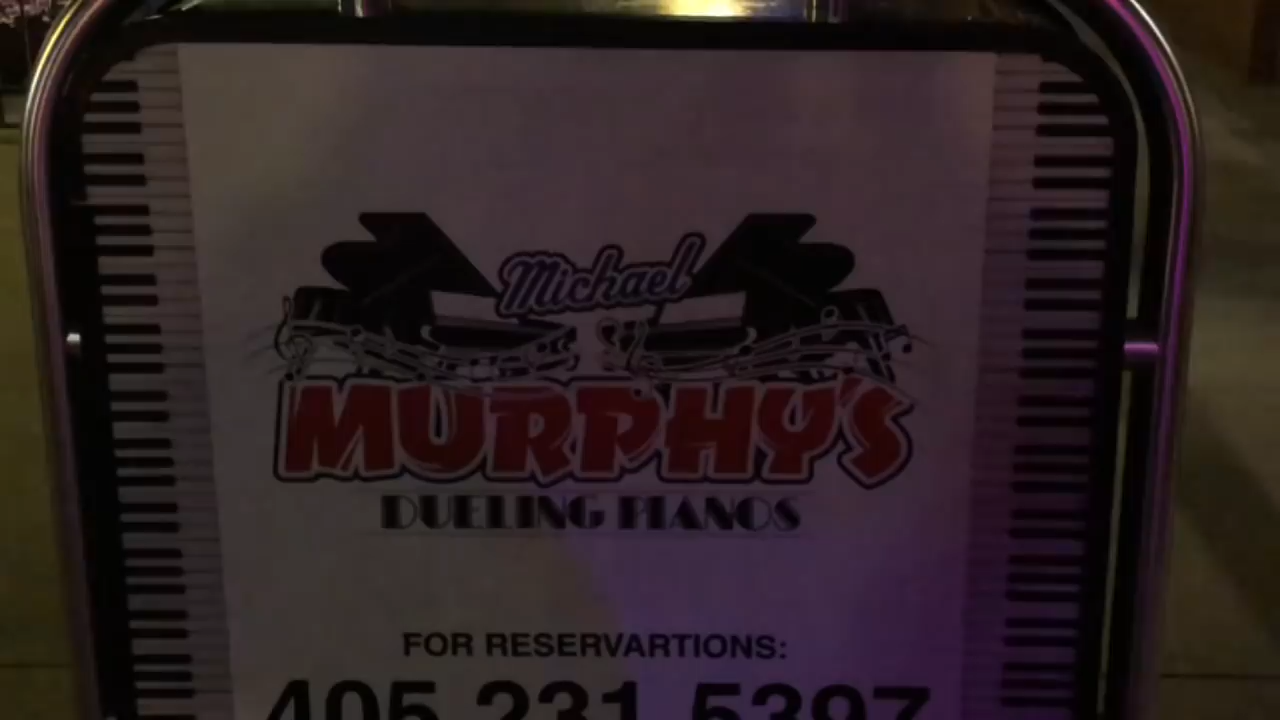 Michael
MURPHY'S
DUELING PIANOS
FOR RESERVARTIONS:
405 231 5397